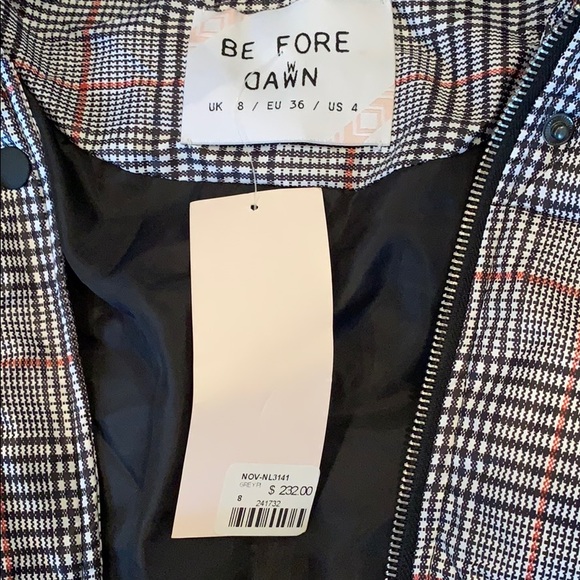 BE FORE
W
DAWN
UK 8 / EU 36 / US 4
NOV-NL3141
$ 232.00
8 241732